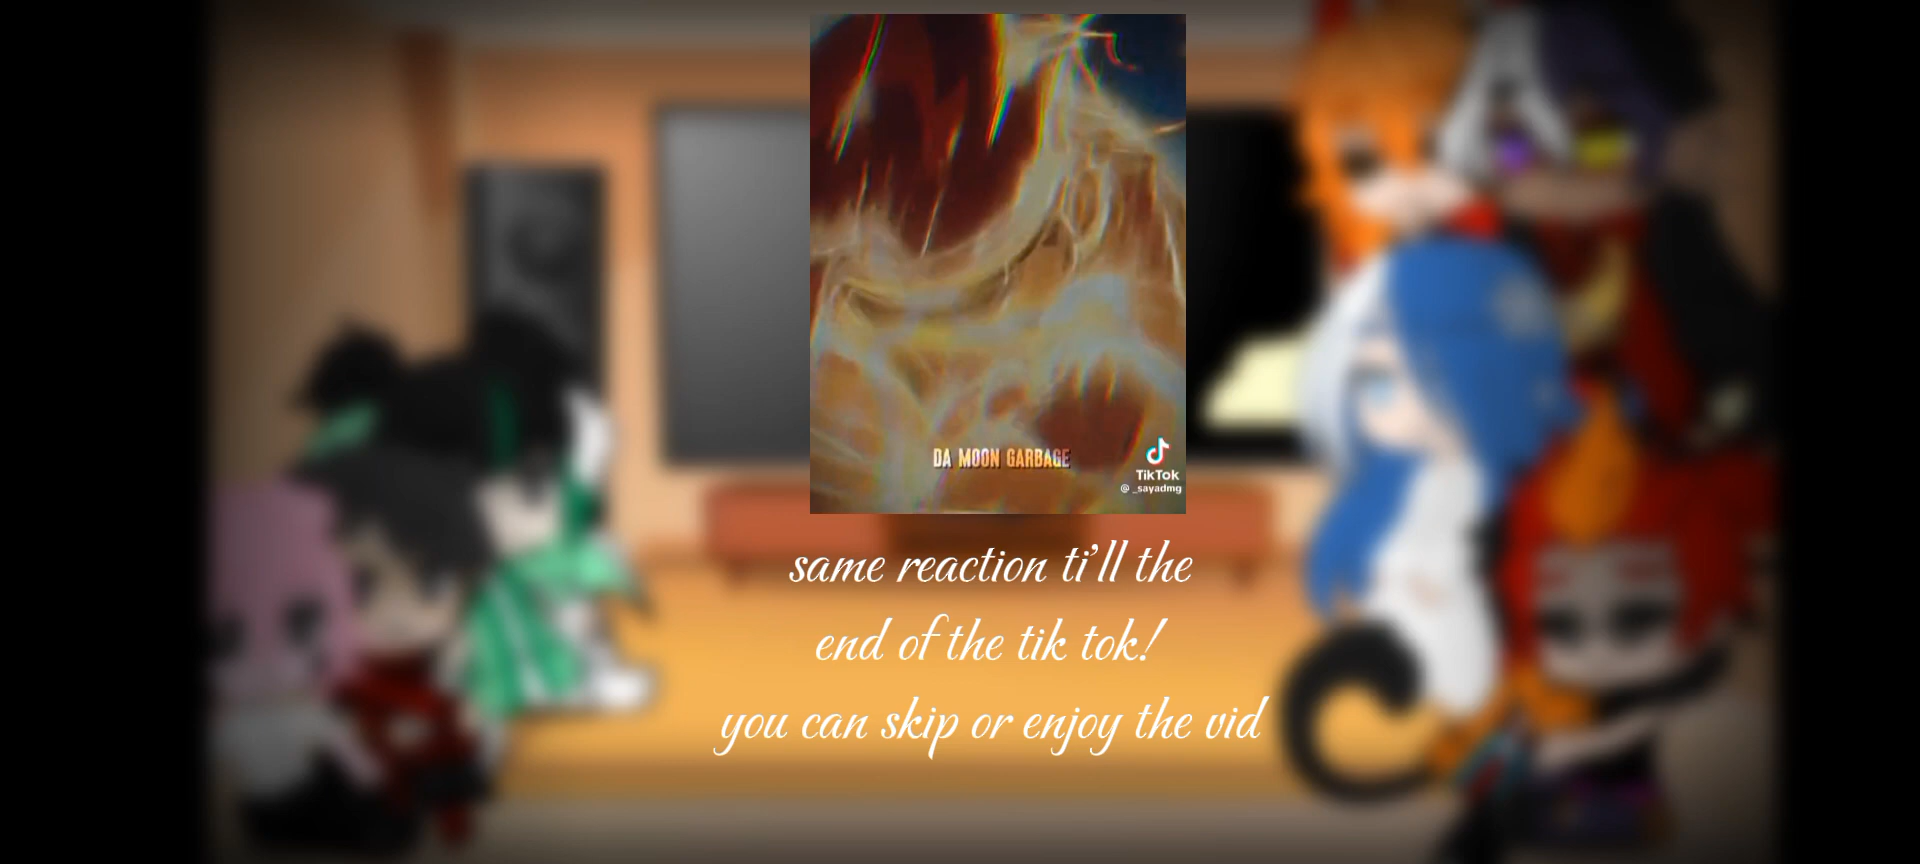 DA MOON GARBAGE
TikTok
@_sayadmg
same reaction ti'll the
end of the tik tok!
you can skip or enjoy the vid